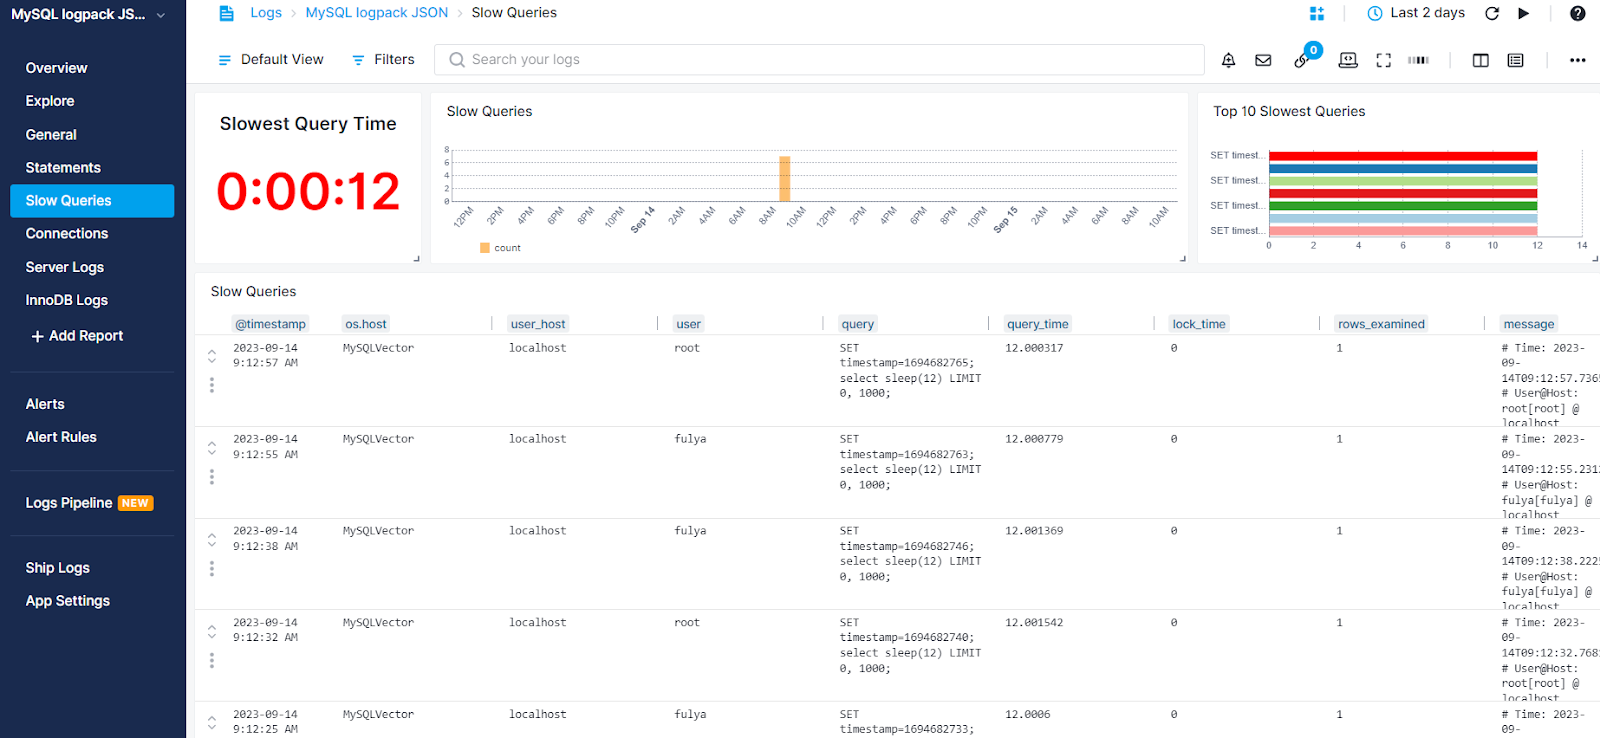 MySQL logpack JS...
Overview
Explore
General
Statements
Slow Queries
Connections
Server Logs
InnoDB Logs
+ Add Report
Alerts
Alert Rules
Logs Pipeline NEW
Ship Logs
App Settings
Logs > MySQL logpack JSON > Slow Queries
Last 2 days
?
Default View
Filters
Search your logs
0
Slowest Query Time
0:00:12
Slow Queries
8
6
4
2
0
12PM 2PM 4PM 6PM 8PM 10PM Sep 14 2AM 4AM 6AM 8AM 10AM 12PM 2PM 4PM 6PM 8PM 10PM Sep 15 2AM 4AM 6AM 8AM 10AM
count
Top 10 Slowest Queries
SET timest...
SET timest...
SET timest...
SET timest...
0 2 4 6 8 10 12 14
Slow Queries
@timestamp os.host user_host user query query_time lock_time rows_examined message
2023-09-14
9:12:57 AM
MySQLVector
localhost
root
SET
timestamp=1694682765;
select sleep(12) LIMIT
0, 1000;
12.000317
0
1
# Time: 2023-
09-
14T09:12:57.7365
# User@Host:
root[root] @
localhost
2023-09-14
9:12:55 AM
MySQLVector
localhost
fulya
SET
timestamp=1694682763;
select sleep(12) LIMIT
0, 1000;
12.000779
0
1
# Time: 2023-
09-
14T09:12:55.2312
# User@Host:
fulya[fulya] @
localhost
2023-09-14
9:12:38 AM
MySQLVector
localhost
fulya
SET
timestamp=1694682746;
select sleep(12) LIMIT
0, 1000;
12.001369
0
1
# Time: 2023-
09-
14T09:12:38.2225
# User@Host:
fulya[fulya] @
localhost
2023-09-14
9:12:32 AM
MySQLVector
localhost
root
SET
timestamp=1694682740;
select sleep(12) LIMIT
0, 1000;
12.001542
0
1
# Time: 2023-
09-
14T09:12:32.7681
# User@Host:
root[root] @
localhost
2023-09-14
9:12:25 AM
MySQLVector
localhost
fulya
SET
timestamp=1694682733;
12.0006
0
1
# Time: 2023-
09-